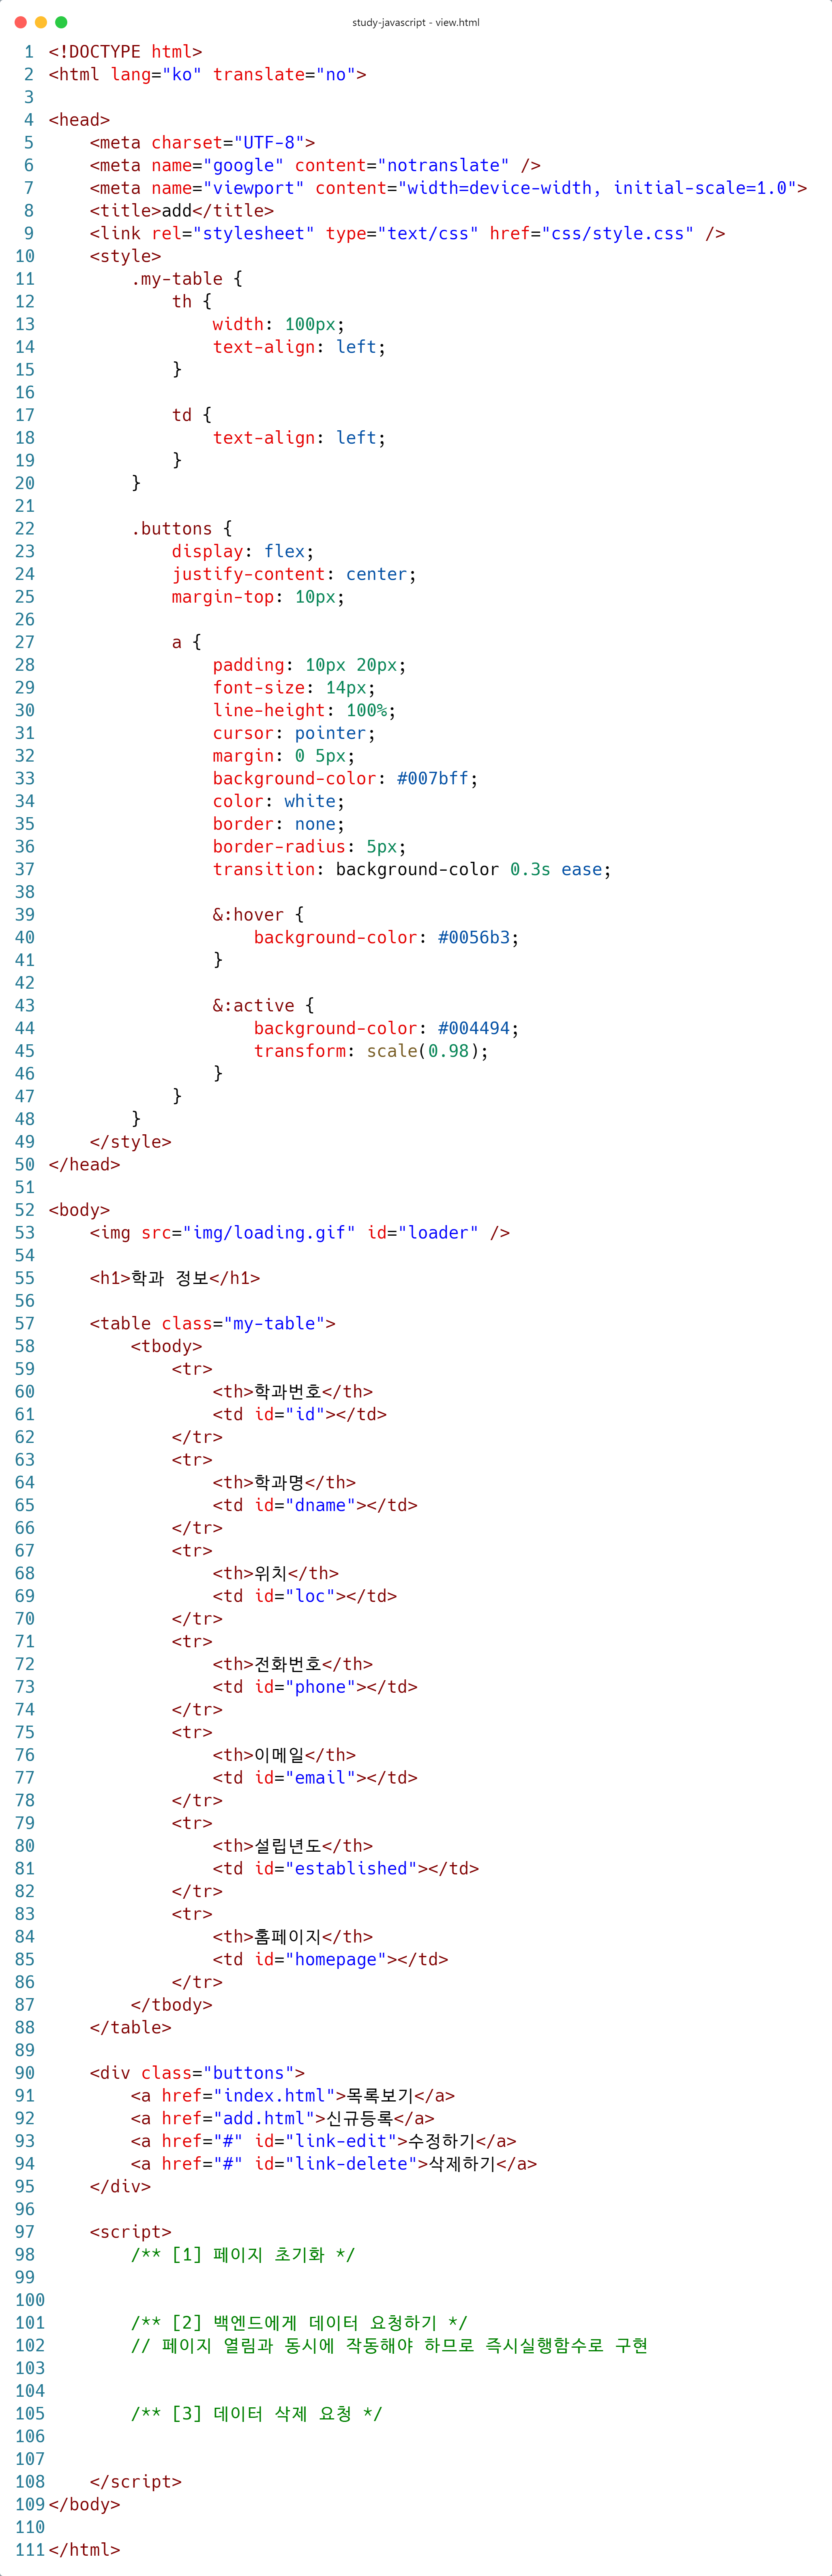 study-javascript - view.html
1 <!DOCTYPE html>
2 <html lang="ko" translate="no">
3
4 <head>
5     <meta charset="UTF-8">
6     <meta name="google" content="notranslate" />
7     <meta name="viewport" content="width=device-width, initial-scale=1.0">
8     <title>add</title>
9     <link rel="stylesheet" type="text/css" href="css/style.css" />
10     <style>
11         .my-table {
12             th {
13                 width: 100px;
14                 text-align: left;
15             }
16
17             td {
18                 text-align: left;
19             }
20         }
21
22         .buttons {
23             display: flex;
24             justify-content: center;
25             margin-top: 10px;
26
27             a {
28                 padding: 10px 20px;
29                 font-size: 14px;
30                 line-height: 100%;
31                 cursor: pointer;
32                 margin: 0 5px;
33                 background-color: #007bff;
34                 color: white;
35                 border: none;
36                 border-radius: 5px;
37                 transition: background-color 0.3s ease;
38
39                 &:hover {
40                     background-color: #0056b3;
41                 }
42
43                 &:active {
44                     background-color: #004494;
45                     transform: scale(0.98);
46                 }
47             }
48         }
49     </style>
50 </head>
51
52 <body>
53     <img src="img/loading.gif" id="loader" />
54
55     <h1>학과 정보</h1>
56
57     <table class="my-table">
58         <tbody>
59             <tr>
60                 <th>학과번호</th>
61                 <td id="id"></td>
62             </tr>
63             <tr>
64                 <th>학과명</th>
65                 <td id="dname"></td>
66             </tr>
67             <tr>
68                 <th>위치</th>
69                 <td id="loc"></td>
70             </tr>
71             <tr>
72                 <th>전화번호</th>
73                 <td id="phone"></td>
74             </tr>
75             <tr>
76                 <th>이메일</th>
77                 <td id="email"></td>
78             </tr>
79             <tr>
80                 <th>설립년도</th>
81                 <td id="established"></td>
82             </tr>
83             <tr>
84                 <th>홈페이지</th>
85                 <td id="homepage"></td>
86             </tr>
87         </tbody>
88     </table>
89
90     <div class="buttons">
91         <a href="index.html">목록보기</a>
92         <a href="add.html">신규등록</a>
93         <a href="#" id="link-edit">수정하기</a>
94         <a href="#" id="link-delete">삭제하기</a>
95     </div>
96
97     <script>
98         /** [1] 페이지 초기화 */
99
100
101         /** [2] 백엔드에게 데이터 요청하기 */
102         // 페이지 열림과 동시에 작동해야 하므로 즉시실행함수로 구현
103
104
105         /** [3] 데이터 삭제 요청 */
106
107
108     </script>
109 </body>
110
111 </html>